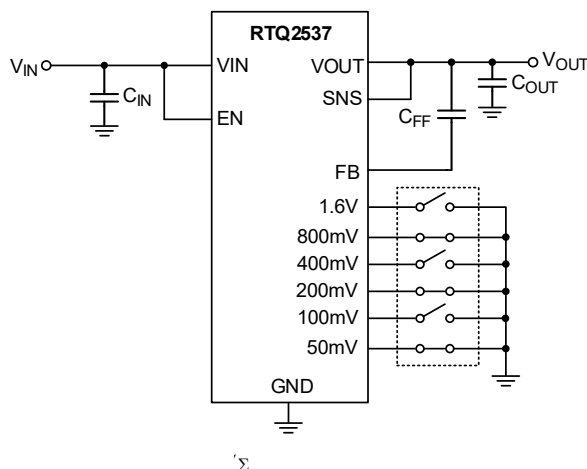 RTQ2537
VIN
VIN
VOUT
VOUT
CIN
COUT
SNS
EN
CFF
FB
1.6V
800mV
400mV
200mV
100mV
50mV
GND
'Σ